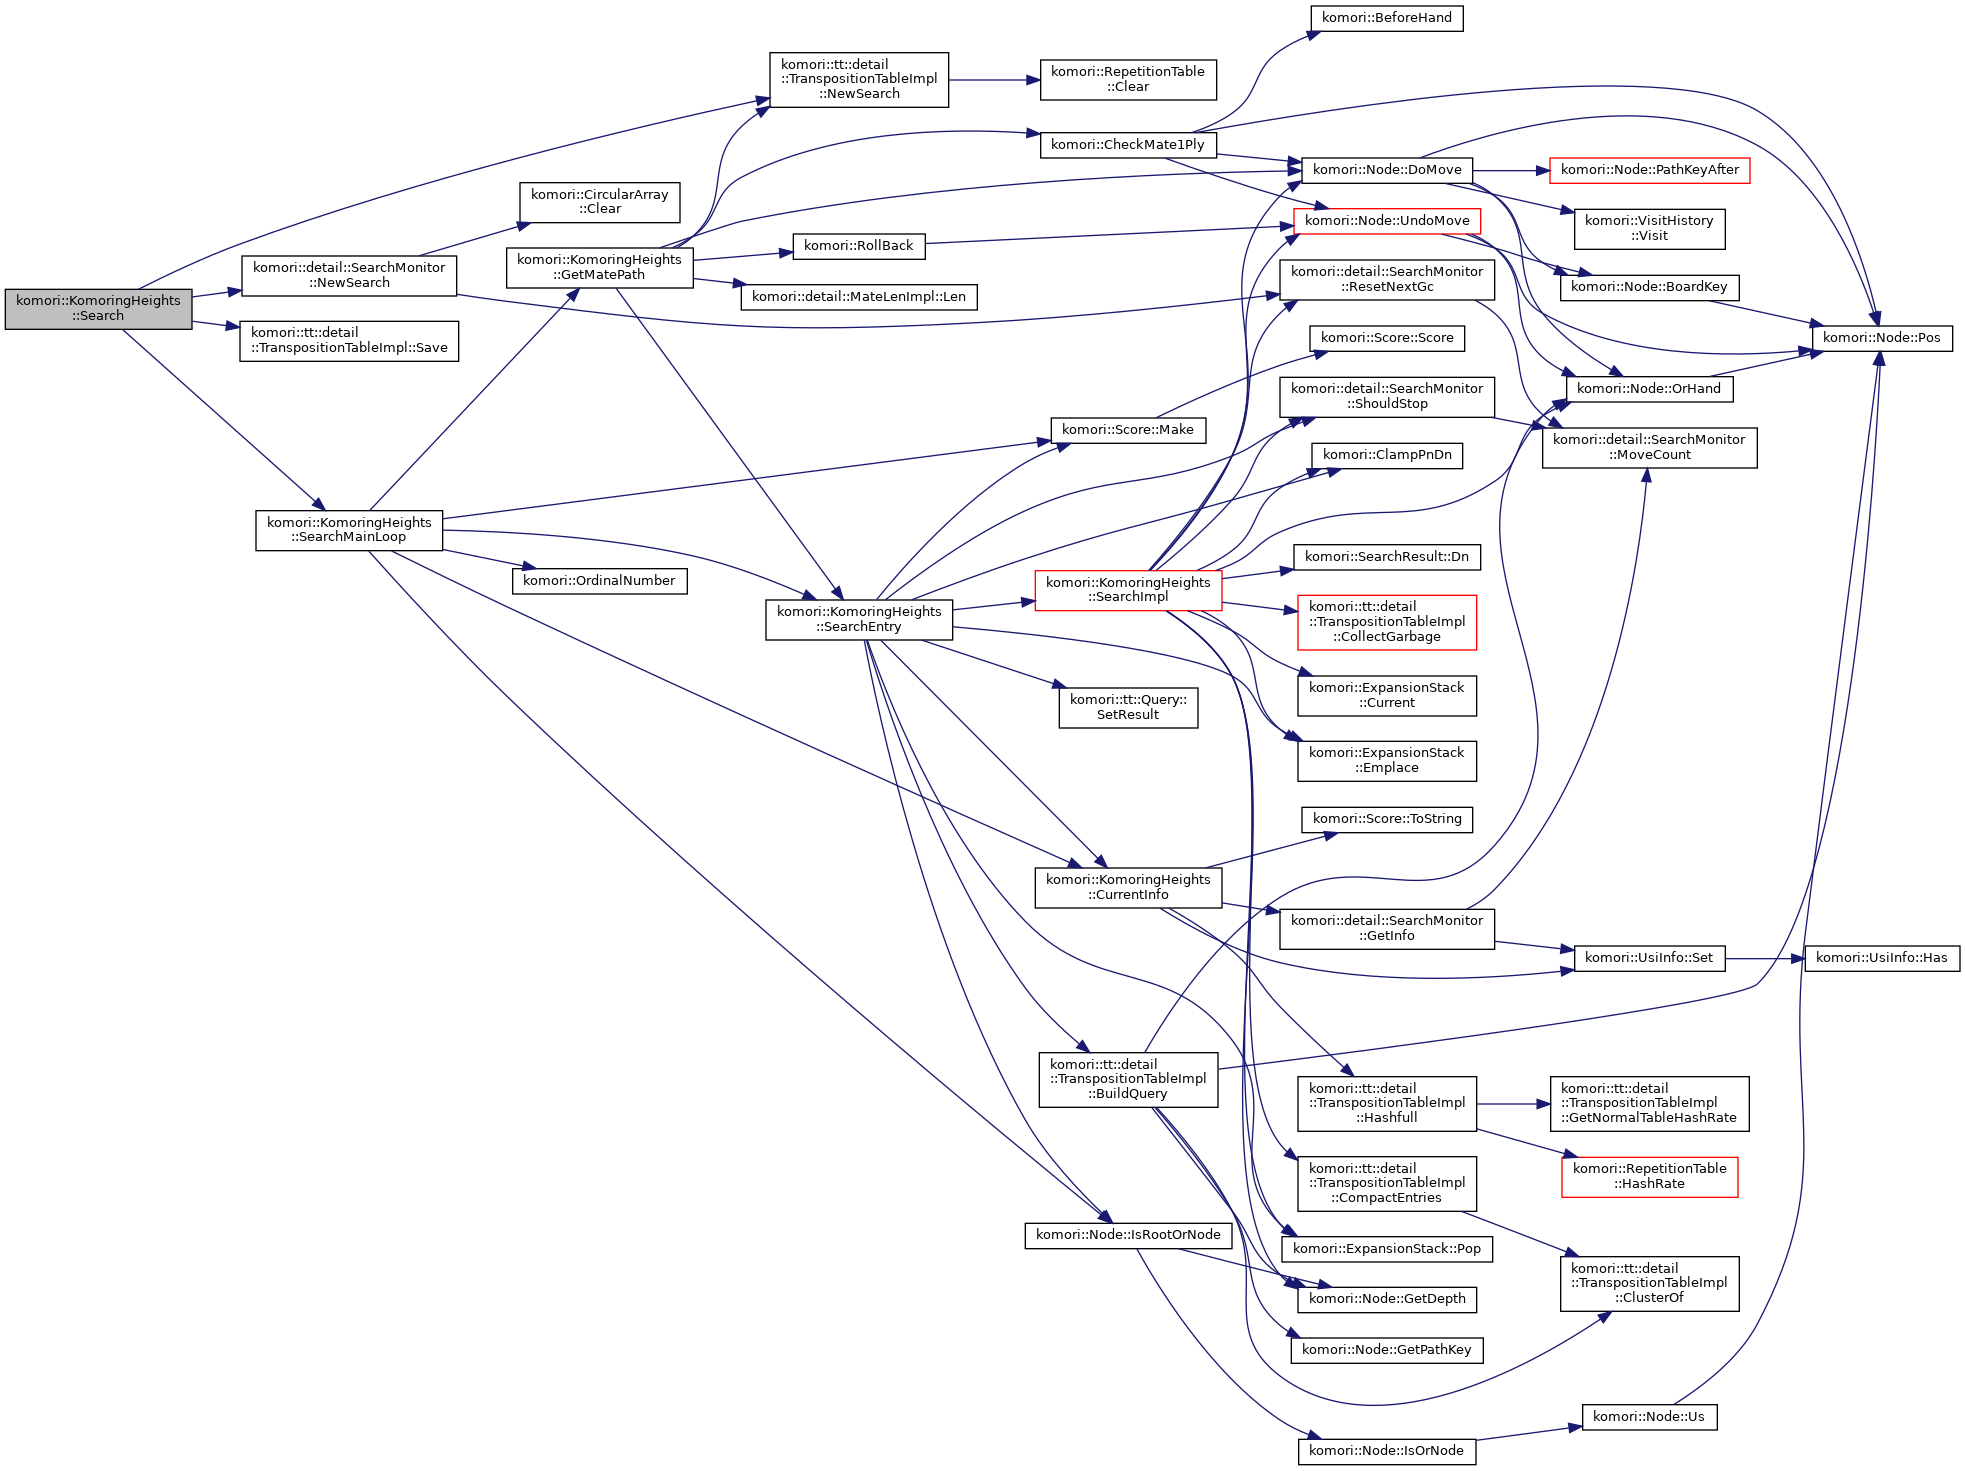 komori::KomoringHeights
::Search
komori::tt::detail
::TranspositionTableImpl
::NewSearch
komori::detail::SearchMonitor
::NewSearch
komori::tt::detail
::TranspositionTableImpl::Save
komori::KomoringHeights
::SearchMainLoop
komori::CircularArray
::Clear
komori::KomoringHeights
::GetMatePath
komori::OrdinalNumber
komori::RollBack
komori::detail::MateLenImpl::Len
komori::KomoringHeights
::SearchEntry
komori::RepetitionTable
::Clear
komori::CheckMate1Ply
komori::Score::Make
komori::KomoringHeights
::SearchImpl
komori::tt::Query::
SetResult
komori::KomoringHeights
::CurrentInfo
komori::tt::detail
::TranspositionTableImpl
::BuildQuery
komori::Node::IsRootOrNode
komori::BeforeHand
komori::Node::DoMove
komori::Node::UndoMove
komori::detail::SearchMonitor
::ResetNextGc
komori::Score::Score
komori::detail::SearchMonitor
::ShouldStop
komori::ClampPnDn
komori::SearchResult::Dn
komori::tt::detail
::TranspositionTableImpl
::CollectGarbage
komori::ExpansionStack
::Current
komori::ExpansionStack
::Emplace
komori::Score::ToString
komori::detail::SearchMonitor
::GetInfo
komori::tt::detail
::TranspositionTableImpl
::Hashfull
komori::tt::detail
::TranspositionTableImpl
::CompactEntries
komori::ExpansionStack::Pop
komori::Node::GetDepth
komori::Node::GetPathKey
komori::Node::IsOrNode
komori::Node::PathKeyAfter
komori::VisitHistory
::Visit
komori::Node::BoardKey
komori::Node::OrHand
komori::detail::SearchMonitor
::MoveCount
komori::UsiInfo::Set
komori::tt::detail
::TranspositionTableImpl
::GetNormalTableHashRate
komori::RepetitionTable
::HashRate
komori::tt::detail
::TranspositionTableImpl
::ClusterOf
komori::Node::Us
komori::Node::Pos
komori::UsiInfo::Has